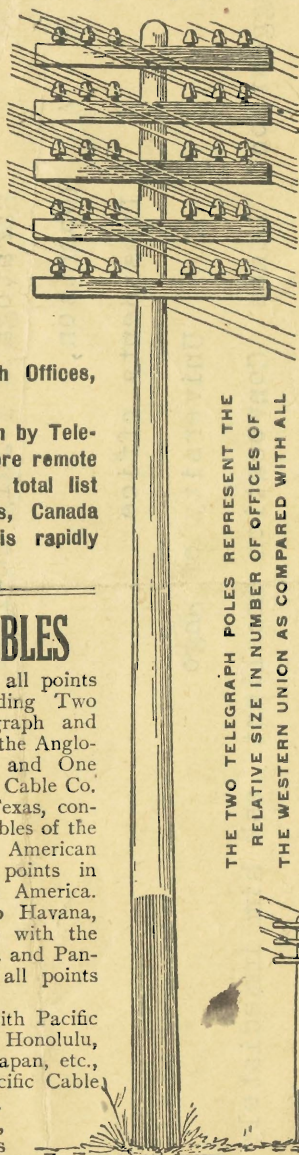 h Offices,
n by Tele-
ore remote
total list
s, Canada
is rapidly
BLES
all points
ding Two
graph and
the Anglo-
and One
Cable Co.
Texas, con-
bles of the
American
points in
America.
o Havana,
with the
and Pan-
all points
ith Pacific
Honolulu,
apan, etc.,
cific Cable
THE TWO TELEGRAPH POLES REPRESENT THE
RELATIVE SIZE IN NUMBER OF OFFICES OF
THE WESTERN UNION AS COMPARED WITH ALL